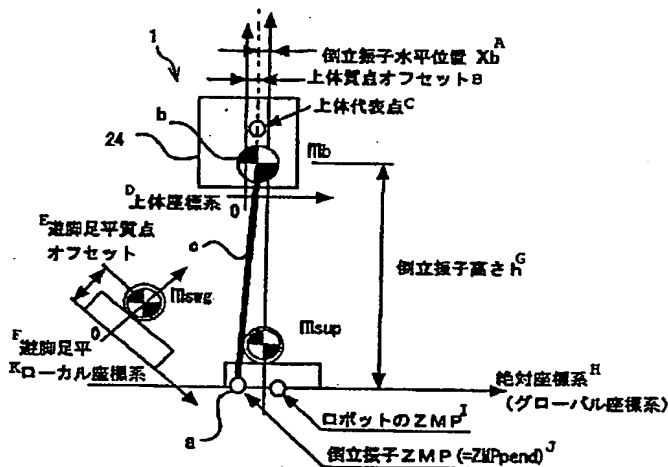 1
倒立振子水平位置 Xb A
上体質点オフセット B
上体代表点 C
b
24
mb
D 上体座標系
0
E 遊脚足平質点
オフセット
c
倒立振子高さ h G
mswg
msup
0
F 遊脚足平
K ローカル座標系
絶対座標系 H
(グローバル座標系)
ロボットのZMP I
a
倒立振子ZMP (=ZMPpend) J